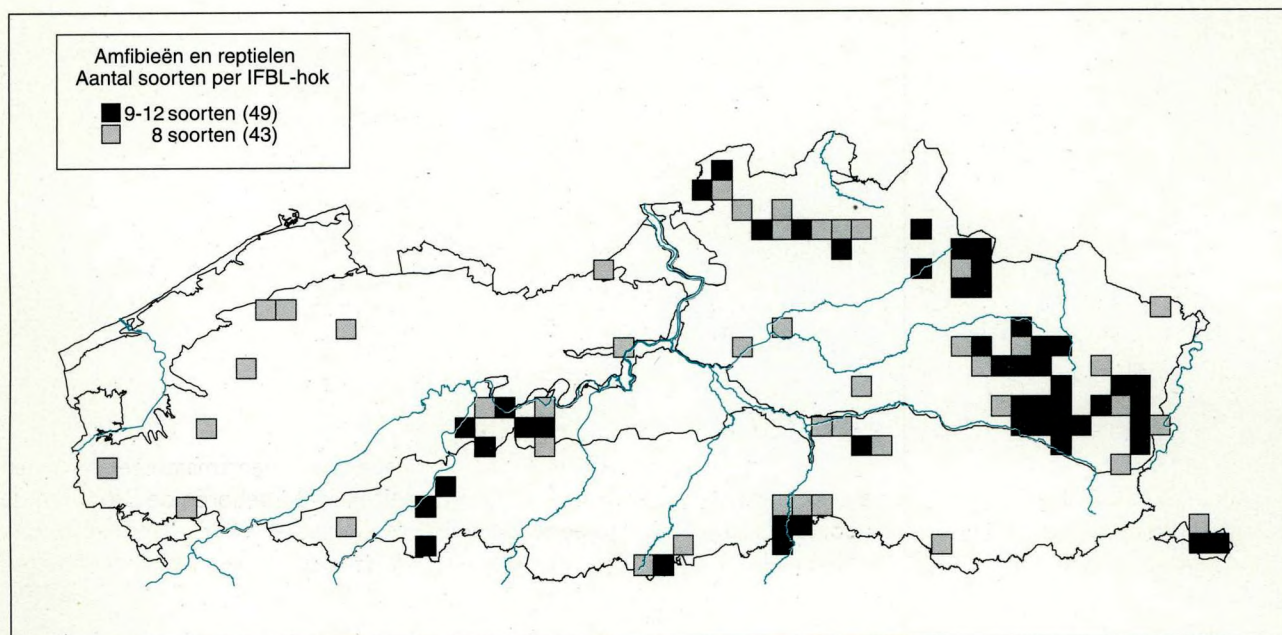 Amfibieën en reptielen
Aantal soorten per IFBL-hok
9-12 soorten (49)
8 soorten (43)